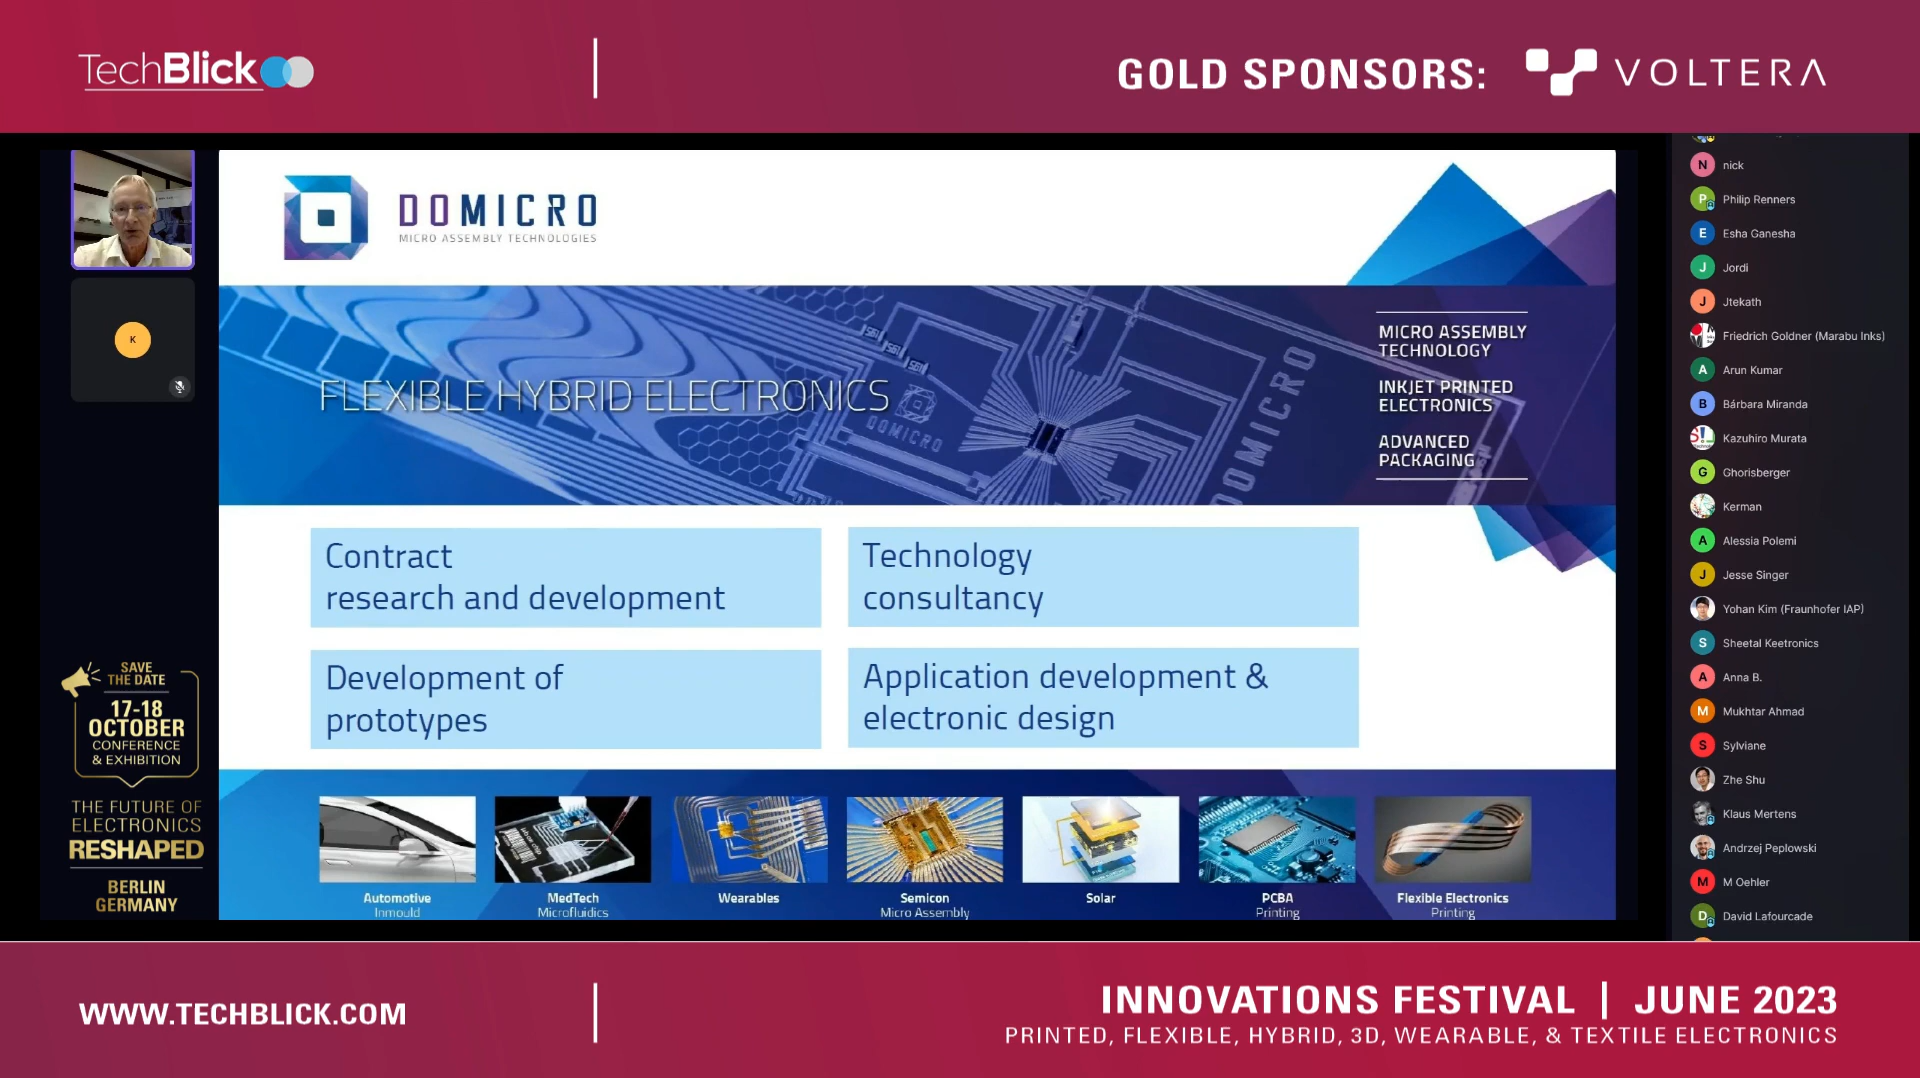 TechBlick
GOLD SPONSORS:
VOLTERA
K
SAVE
THE DATE
17-18
OCTOBER
CONFERENCE
& EXHIBITION
THE FUTURE OF
ELECTRONICS
RESHAPED
BERLIN
GERMANY
DOMICRO
MICRO ASSEMBLY TECHNOLOGIES
FLEXIBLE HYBRID ELECTRONICS
DOMICRO
DOMICRO
MICRO ASSEMBLY
TECHNOLOGY
INKJET PRINTED
ELECTRONICS
ADVANCED
PACKAGING
Contract
research and development
Technology
consultancy
Development of
prototypes
Application development &
electronic design
Automotive
Inmould
MedTech
Microfluidics
Wearables
Semicon
Micro Assembly
Solar
PCBA
Printing
Flexible Electronics
Printing
N nick
P Philip Renners
E Esha Ganesha
J Jordi
J Jtekath
Friedrich Goldner (Marabu Inks)
A Arun Kumar
B Bárbara Miranda
Kazuhiro Murata
G Ghorisberger
Kerman
A Alessia Polemi
J Jesse Singer
Yohan Kim (Fraunhofer IAP)
S Sheetal Keetronics
A Anna B.
M Mukhtar Ahmad
S Sylviane
Zhe Shu
Klaus Mertens
Andrzej Peplowski
M M Oehler
D David Lafourcade
WWW.TECHBLICK.COM
INNOVATIONS FESTIVAL | JUNE 2023
PRINTED, FLEXIBLE, HYBRID, 3D, WEARABLE, & TEXTILE ELECTRONICS